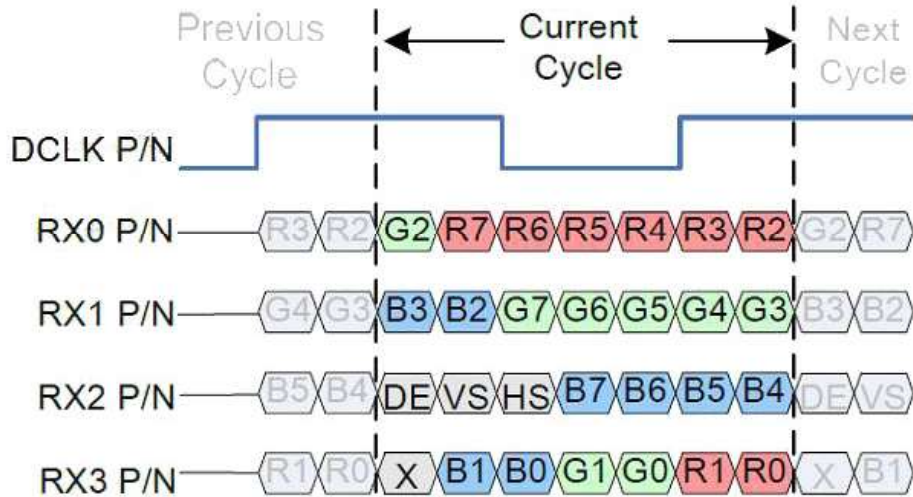 Previous Cycle
Current Cycle
Next Cycle
DCLK P/N
RX0 P/N R3 R2 G2 R7 R6 R5 R4 R3 R2 G2 R7
RX1 P/N G4 G3 B3 B2 G7 G6 G5 G4 G3 B3 B2
RX2 P/N B5 B4 DE VS HS B7 B6 B5 B4 DE VS
RX3 P/N R1 R0 X B1 B0 G1 G0 R1 R0 X B1